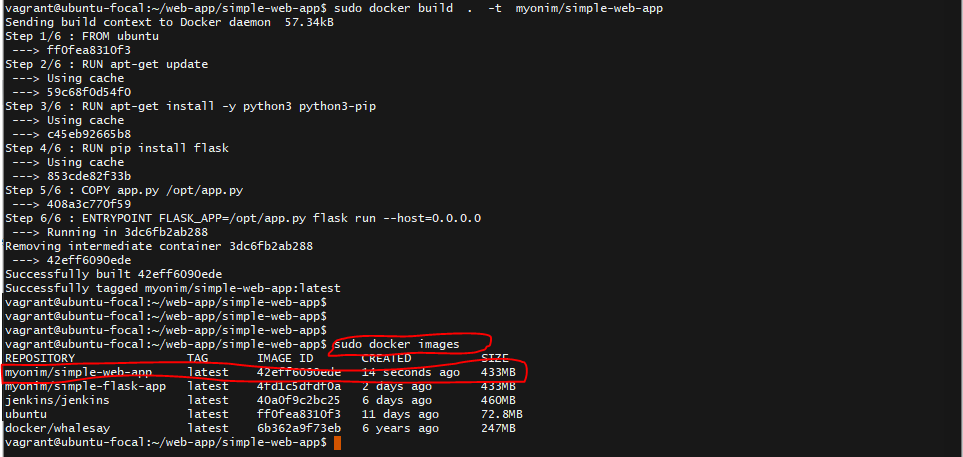 vagrant@ubuntu-focal:~/web-app/simple-web-app$ sudo docker build  .  -t  myonim/simple-web-app
Sending build context to Docker daemon  57.34kB
Step 1/6 : FROM ubuntu
 ---> ff0fea8310f3
Step 2/6 : RUN apt-get update
 ---> Using cache
 ---> 59c68f0d54f0
Step 3/6 : RUN apt-get install -y python3 python3-pip
 ---> Using cache
 ---> c45eb92665b8
Step 4/6 : RUN pip install flask
 ---> Using cache
 ---> 853cde82f33b
Step 5/6 : COPY app.py /opt/app.py
 ---> 408a3c770f59
Step 6/6 : ENTRYPOINT FLASK_APP=/opt/app.py flask run --host=0.0.0.0
 ---> Running in 3dc6fb2ab288
Removing intermediate container 3dc6fb2ab288
 ---> 42eff6090ede
Successfully built 42eff6090ede
Successfully tagged myonim/simple-web-app:latest
vagrant@ubuntu-focal:~/web-app/simple-web-app$
vagrant@ubuntu-focal:~/web-app/simple-web-app$
vagrant@ubuntu-focal:~/web-app/simple-web-app$
vagrant@ubuntu-focal:~/web-app/simple-web-app$ sudo docker images
REPOSITORY                TAG       IMAGE ID       CREATED          SIZE
myonim/simple-web-app     latest    42eff6090ede   14 seconds ago   433MB
myonim/simple-flask-app   latest    4fd1c5dfdf0a   2 days ago       433MB
jenkins/jenkins           latest    40a0f9c2bc25   6 days ago       460MB
ubuntu                    latest    ff0fea8310f3   11 days ago      72.8MB
docker/whalesay           latest    6b362a9f73eb   6 years ago      247MB
vagrant@ubuntu-focal:~/web-app/simple-web-app$